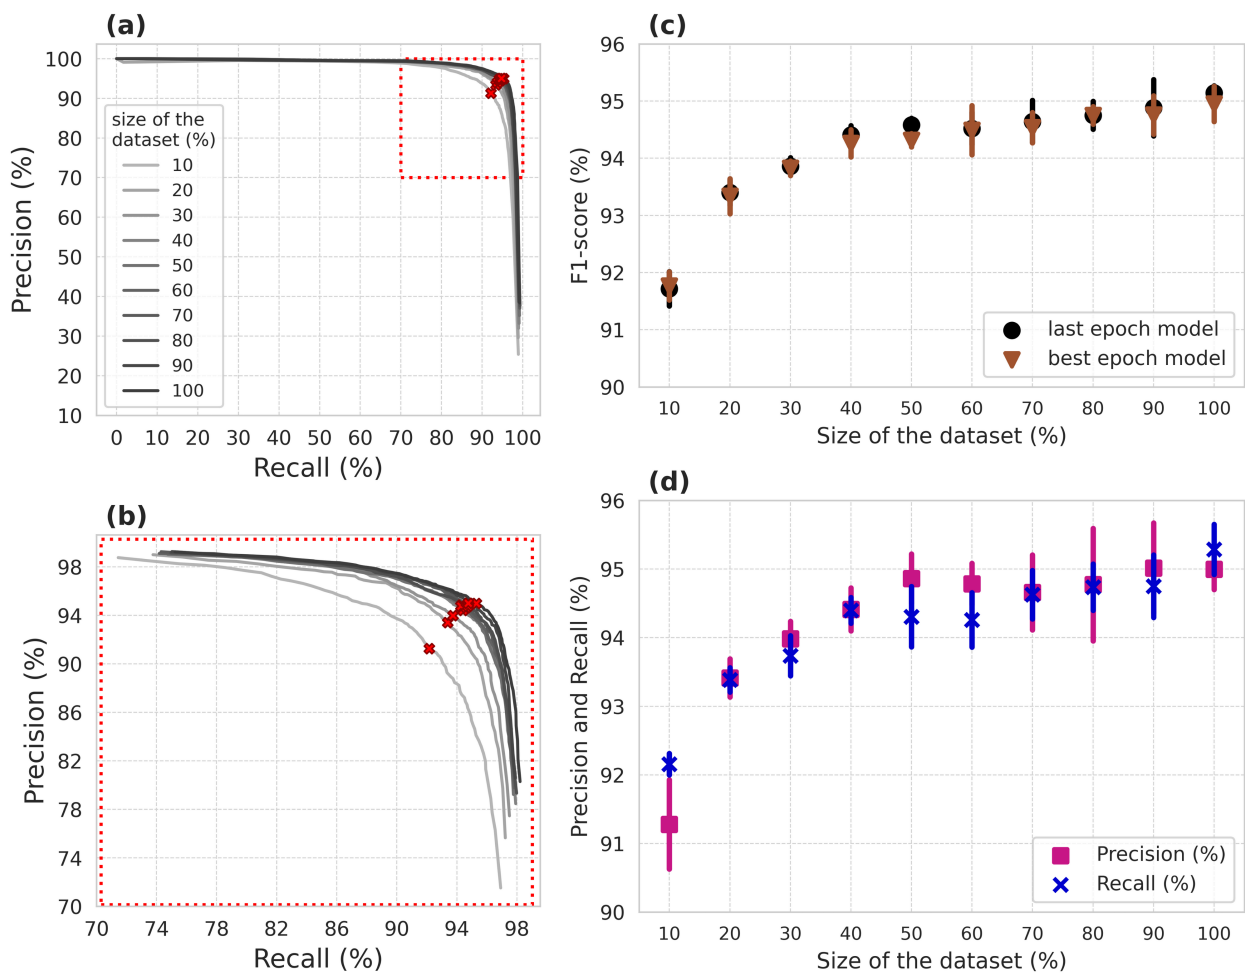 (a)
100
90
80
70
60
50
40
30
20
10
Precision (%)
size of the
dataset (%)
10
20
30
40
50
60
70
80
90
100
0 10 20 30 40 50 60 70 80 90 100
Recall (%)
(b)
98
94
90
86
82
78
74
70
Precision (%)
70 74 78 82 86 90 94 98
Recall (%)
(c)
96
95
94
93
92
91
90
F1-score (%)
last epoch model
best epoch model
10 20 30 40 50 60 70 80 90 100
Size of the dataset (%)
(d)
96
95
94
93
92
91
90
Precision and Recall (%)
Precision (%)
Recall (%)
10 20 30 40 50 60 70 80 90 100
Size of the dataset (%)